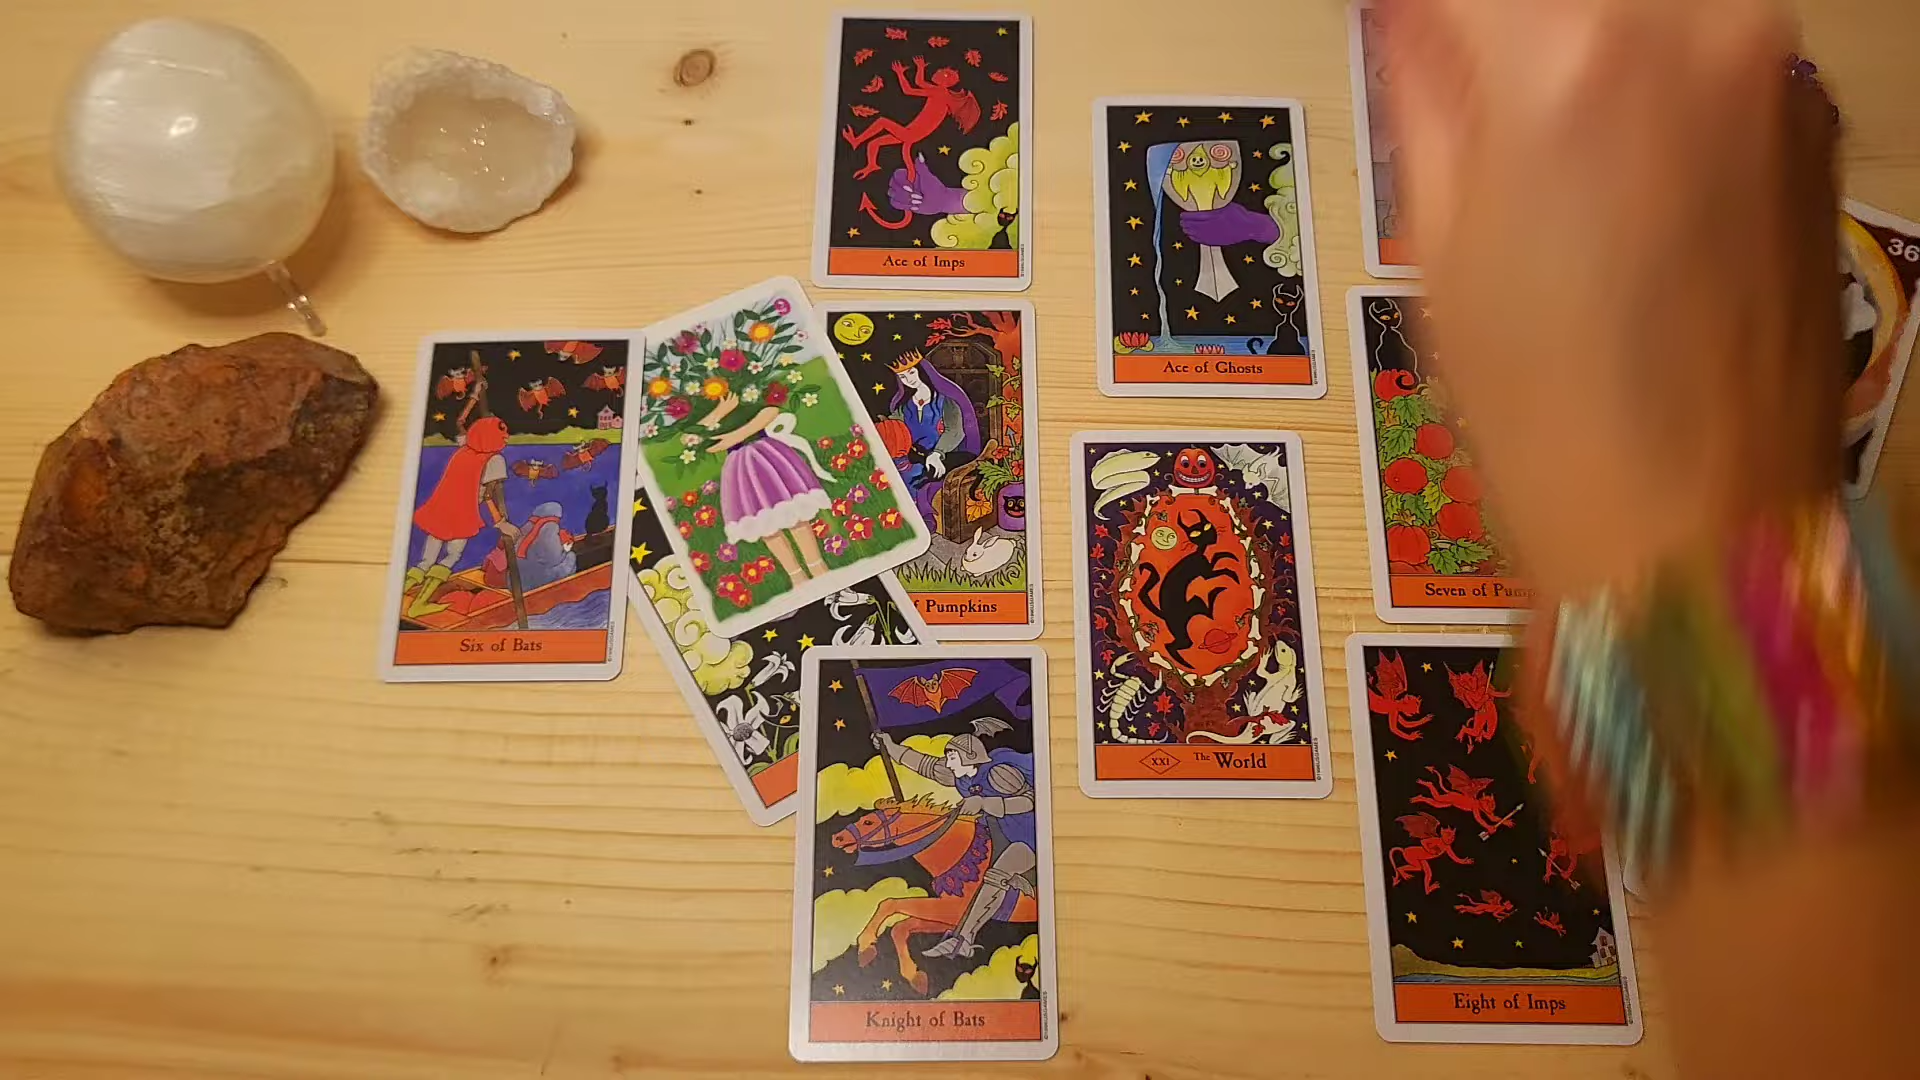 Ace of Imps
Ace of Ghosts
36
f Pumpkins
Seven of Pump
Six of Bats
XXI The World
Knight of Bats
Eight of Imps